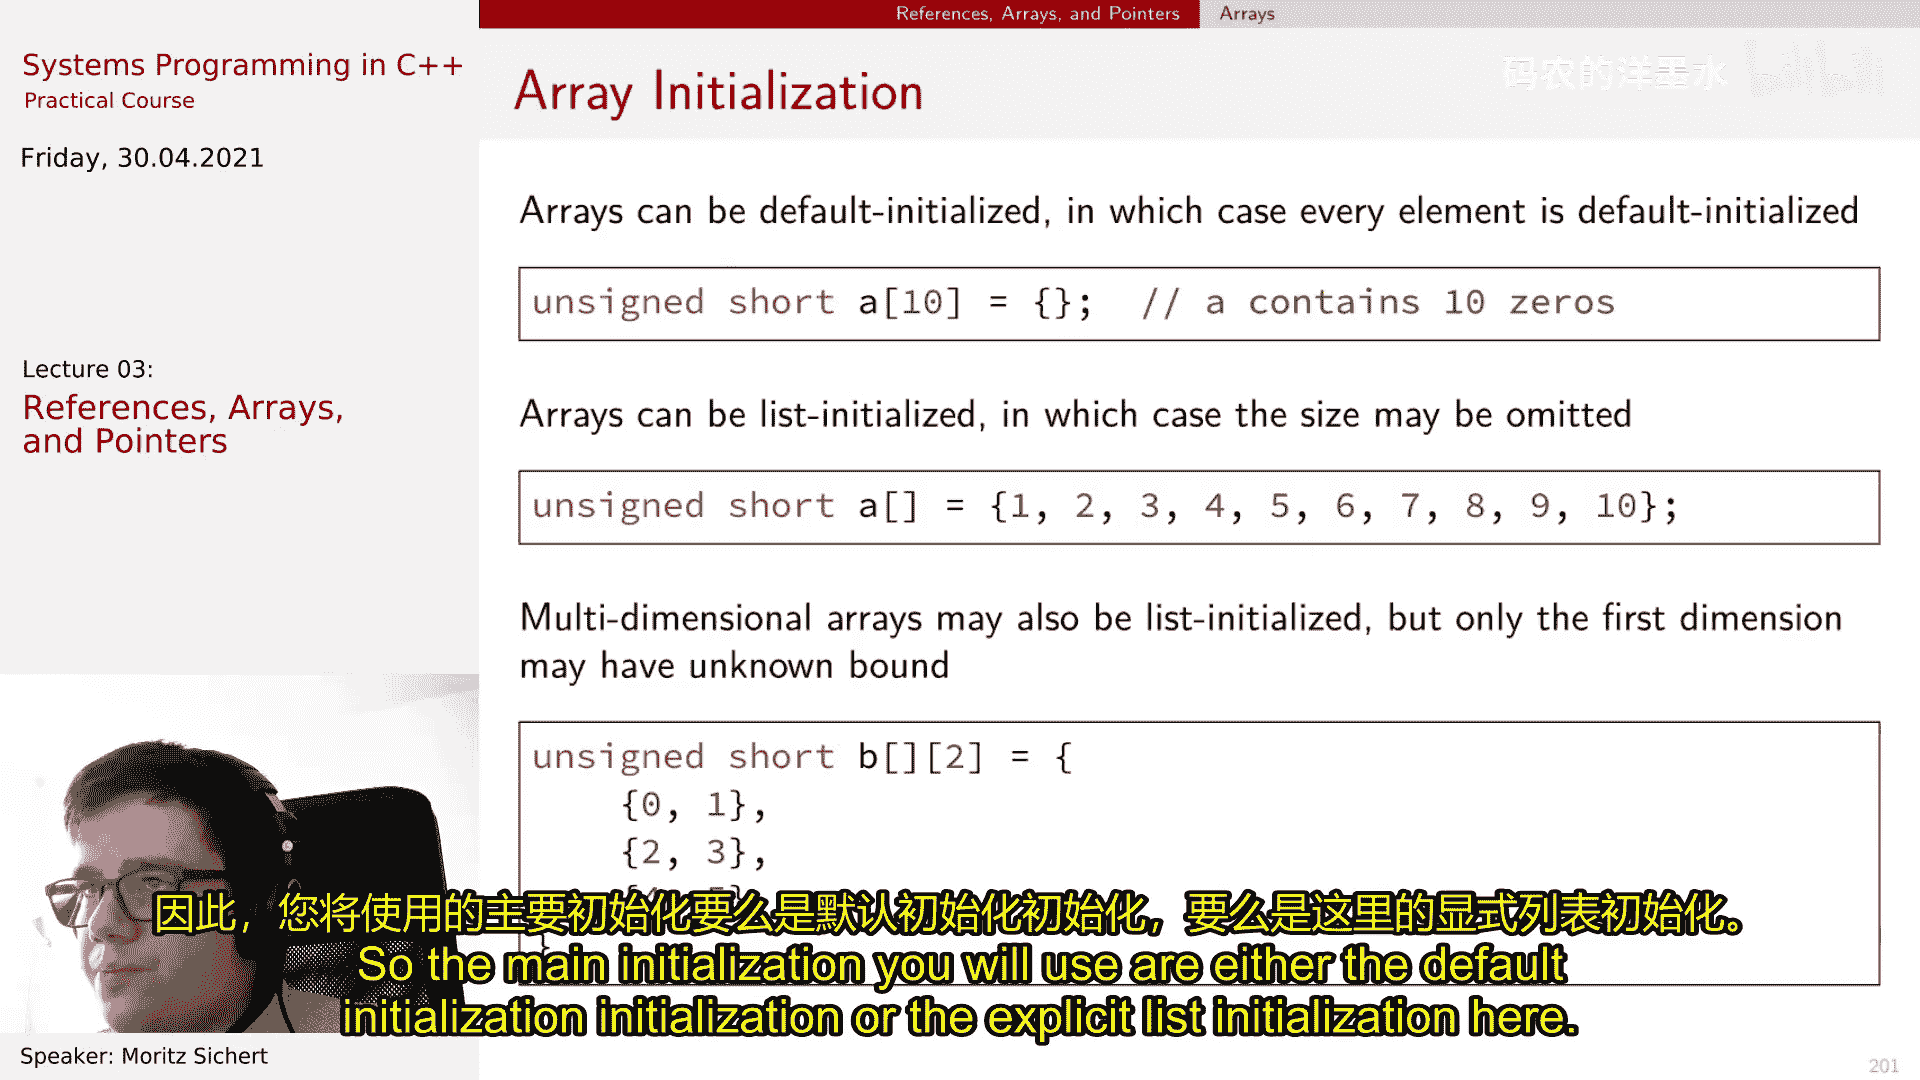 References, Arrays, and Pointers
Arrays
Systems Programming in C++
Practical Course
Friday, 30.04.2021
Lecture 03:
References, Arrays,
and Pointers
Array Initialization
码农的洋墨水
bilibili
Arrays can be default-initialized, in which case every element is default-initialized
unsigned short a[10] = {}; // a contains 10 zeros
Arrays can be list-initialized, in which case the size may be omitted
unsigned short a[] = {1, 2, 3, 4, 5, 6, 7, 8, 9, 10};
Multi-dimensional arrays may also be list-initialized, but only the first dimension
may have unknown bound
unsigned short b[][2] = {
{0, 1},
{2, 3},
因此，您将使用的主要初始化要么是默认初始化初始化，要么是这里的显式列表初始化。
So the main initialization you will use are either the default
initialization initialization or the explicit list initialization here.
Speaker: Moritz Sichert
201